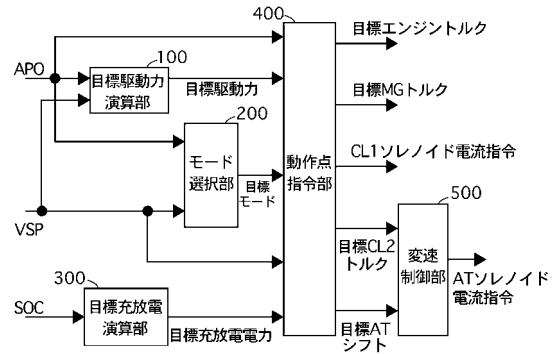 400
目標エンジントルク
APO
100
目標駆動力
演算部
目標駆動力
目標MGトルク
200
モード
選択部
目標
モード
動作点
指令部
CL1ソレノイド電流指令
500
VSP
目標CL2
トルク
変速
制御部
ATソレノイド
電流指令
300
SOC
目標充放電
演算部
目標充放電電力
目標AT
シフト